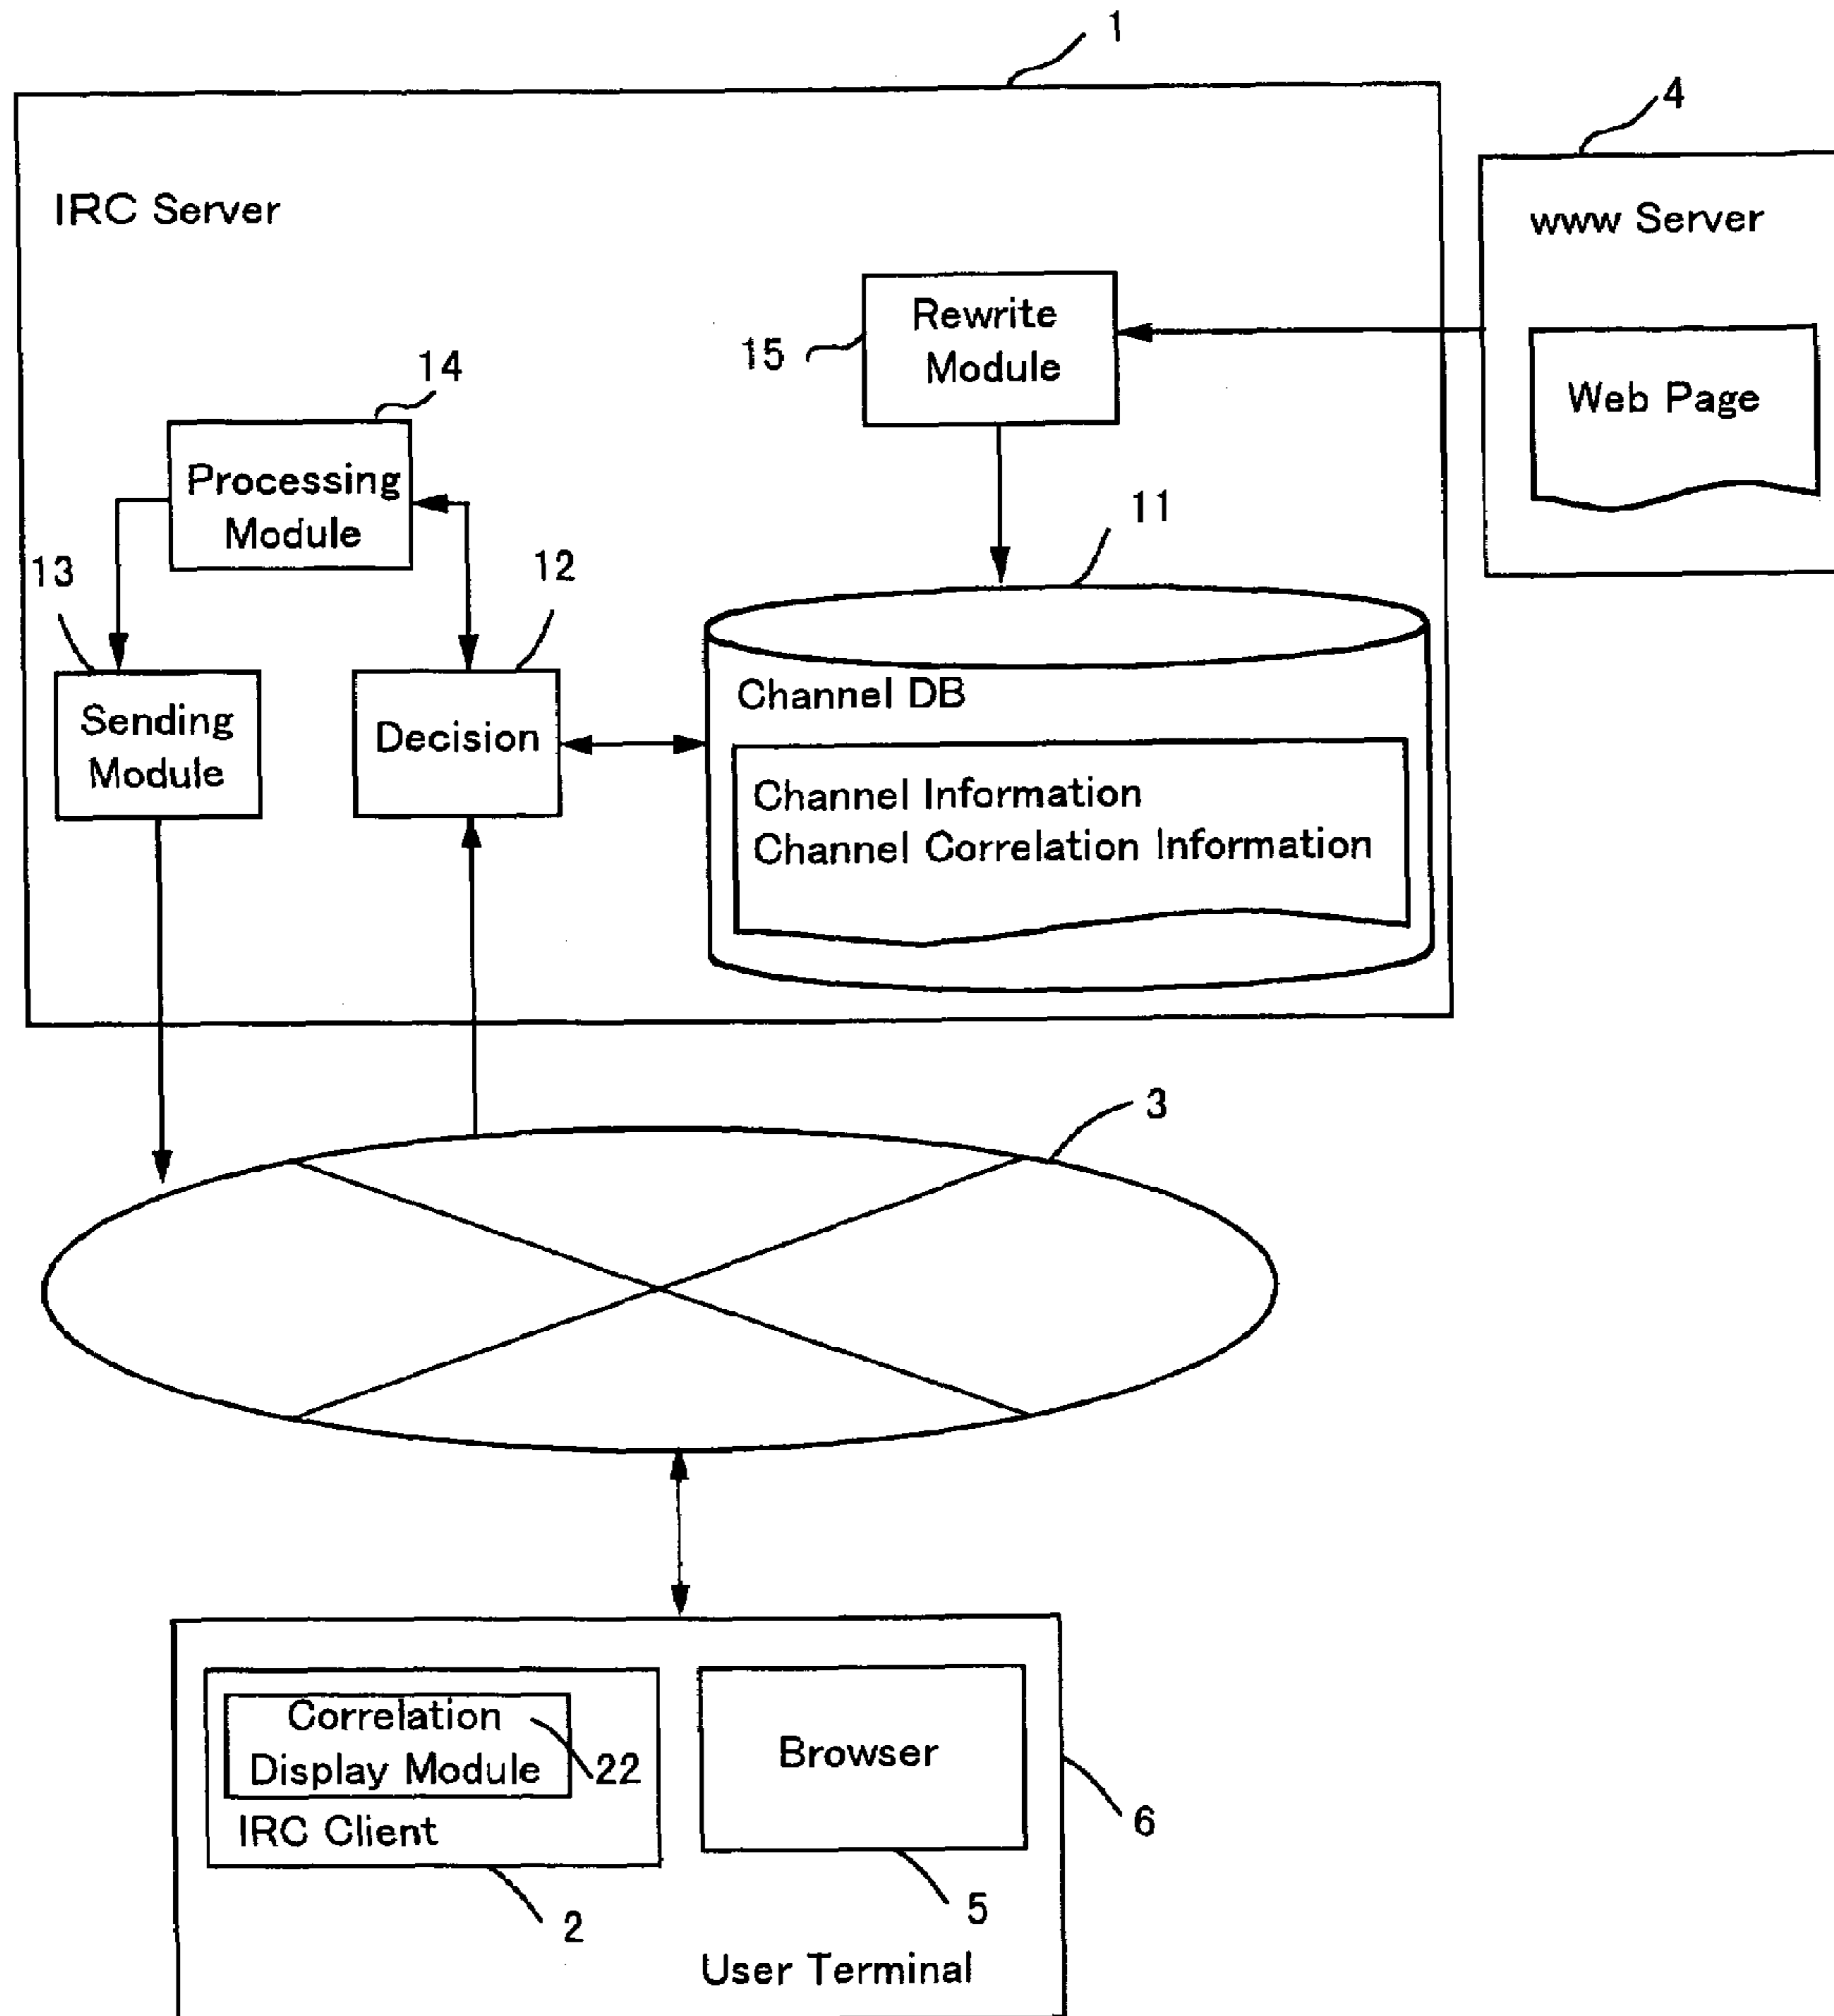 1
4
IRC Server
www Server
Rewrite
Module
15
Web Page
14
Processing
Module
11
13
12
Channel DB
Sending
Module
Decision
Channel Information
Channel Correlation Information
3
Correlation
Display Module
22
IRC Client
Browser
6
2
5
User Terminal